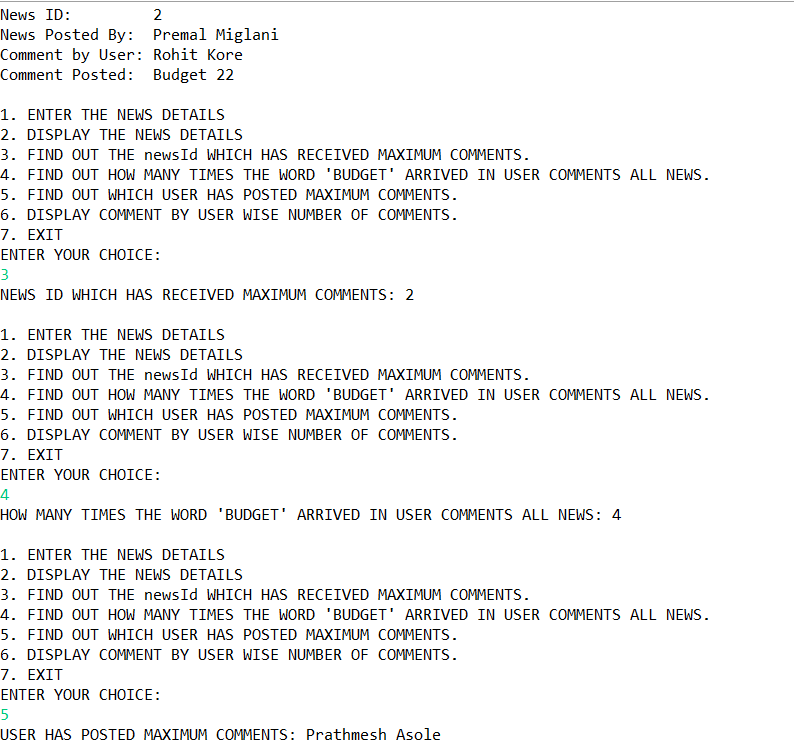 News ID:         2
News Posted By:  Premal Miglani
Comment by User: Rohit Kore
Comment Posted:  Budget 22
1. ENTER THE NEWS DETAILS
2. DISPLAY THE NEWS DETAILS
3. FIND OUT THE newsId WHICH HAS RECEIVED MAXIMUM COMMENTS.
4. FIND OUT HOW MANY TIMES THE WORD 'BUDGET' ARRIVED IN USER COMMENTS ALL NEWS.
5. FIND OUT WHICH USER HAS POSTED MAXIMUM COMMENTS.
6. DISPLAY COMMENT BY USER WISE NUMBER OF COMMENTS.
7. EXIT
ENTER YOUR CHOICE:
3
NEWS ID WHICH HAS RECEIVED MAXIMUM COMMENTS: 2
1. ENTER THE NEWS DETAILS
2. DISPLAY THE NEWS DETAILS
3. FIND OUT THE newsId WHICH HAS RECEIVED MAXIMUM COMMENTS.
4. FIND OUT HOW MANY TIMES THE WORD 'BUDGET' ARRIVED IN USER COMMENTS ALL NEWS.
5. FIND OUT WHICH USER HAS POSTED MAXIMUM COMMENTS.
6. DISPLAY COMMENT BY USER WISE NUMBER OF COMMENTS.
7. EXIT
ENTER YOUR CHOICE:
4
HOW MANY TIMES THE WORD 'BUDGET' ARRIVED IN USER COMMENTS ALL NEWS: 4
1. ENTER THE NEWS DETAILS
2. DISPLAY THE NEWS DETAILS
3. FIND OUT THE newsId WHICH HAS RECEIVED MAXIMUM COMMENTS.
4. FIND OUT HOW MANY TIMES THE WORD 'BUDGET' ARRIVED IN USER COMMENTS ALL NEWS.
5. FIND OUT WHICH USER HAS POSTED MAXIMUM COMMENTS.
6. DISPLAY COMMENT BY USER WISE NUMBER OF COMMENTS.
7. EXIT
ENTER YOUR CHOICE:
5
USER HAS POSTED MAXIMUM COMMENTS: Prathmesh Asole